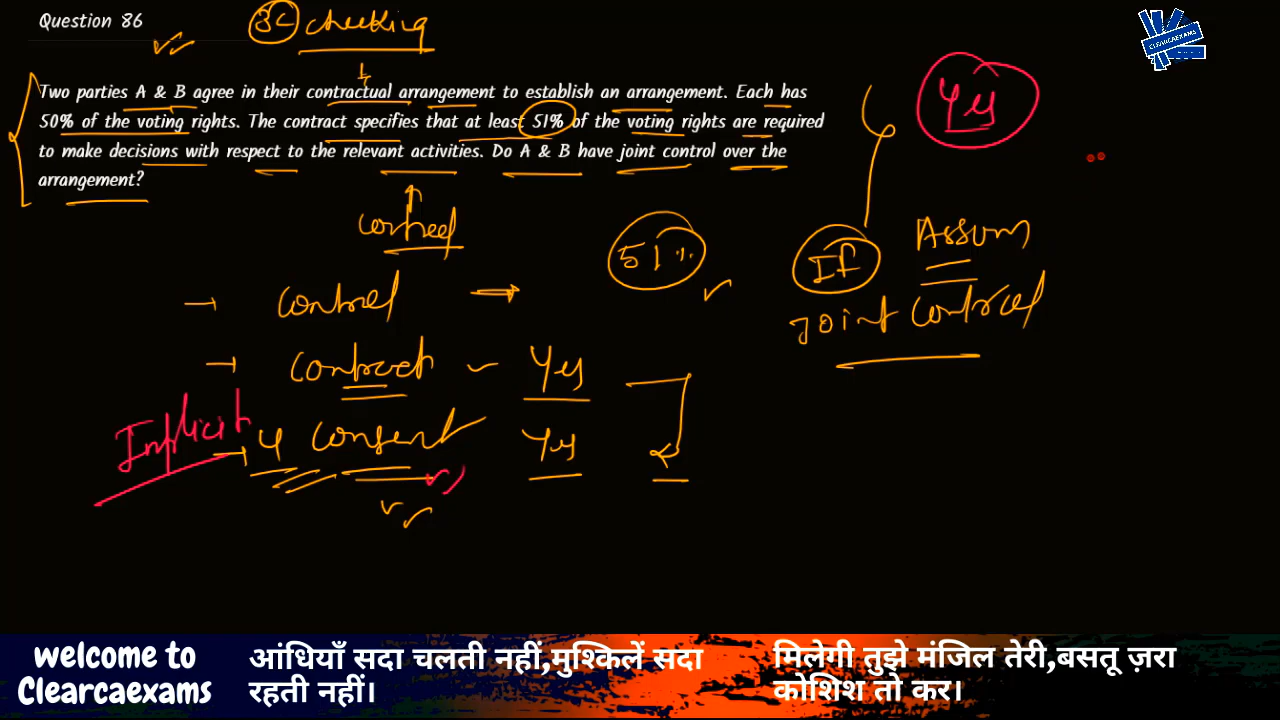 Question 86
3C checking
CLEARCAEXAMS
Two parties A & B agree in their contractual arrangement to establish an arrangement. Each has
50% of the voting rights. The contract specifies that at least 51% of the voting rights are required
to make decisions with respect to the relevant activities. Do A & B have joint control over the
arrangement?
Yes
control
51%
If Assum
Joint Control
→ Control →
→ Contract - Yes
Implicit
→ 4 Consent Yes
welcome to
Clearcaexams
आंधियाँ सदा चलती नहीं,मुश्किलें सदा
रहती नहीं।
मिलेगी तुझे मंजिल तेरी,बसतू ज़रा
कोशिश तो कर।